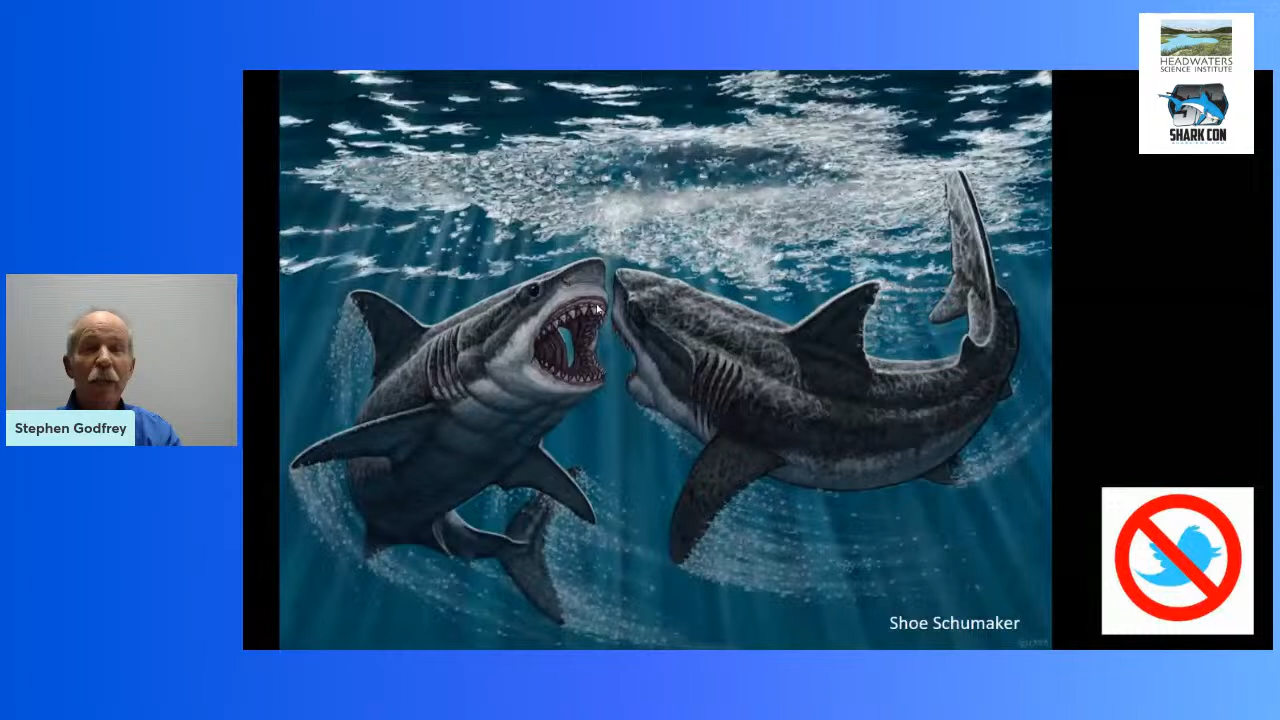 HEADWATERS
SCIENCE INSTITUTE
SHARK CON
Stephen Godfrey
Shoe Schumaker